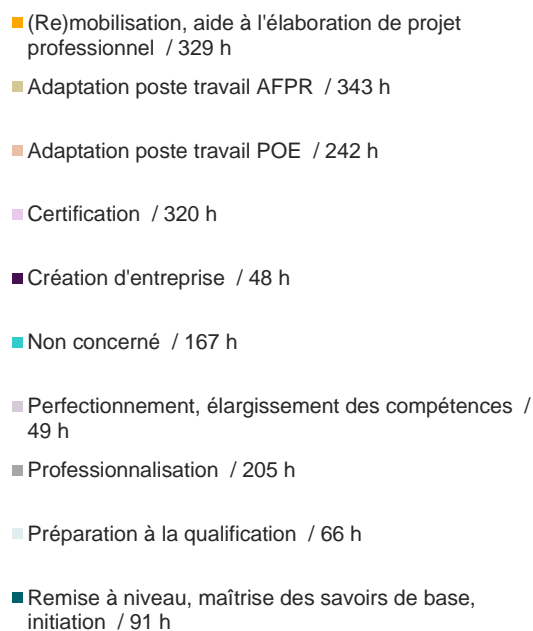 (Re)mobilisation, aide à l'élaboration de projet
professionnel / 329 h
Adaptation poste travail AFPR / 343 h
Adaptation poste travail POE / 242 h
Certification / 320 h
Création d'entreprise / 48 h
Non concerné / 167 h
Perfectionnement, élargissement des compétences /
49 h
Professionnalisation / 205 h
Préparation à la qualification / 66 h
Remise à niveau, maîtrise des savoirs de base,
initiation / 91 h